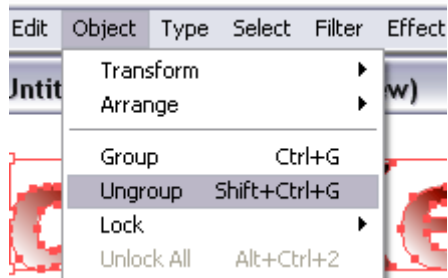 Edit Object Type Select Filter Effect
Transform
Arrange
Group Ctrl+G
Ungroup Shift+Ctrl+G
Lock
Unlock All Alt+Ctrl+2